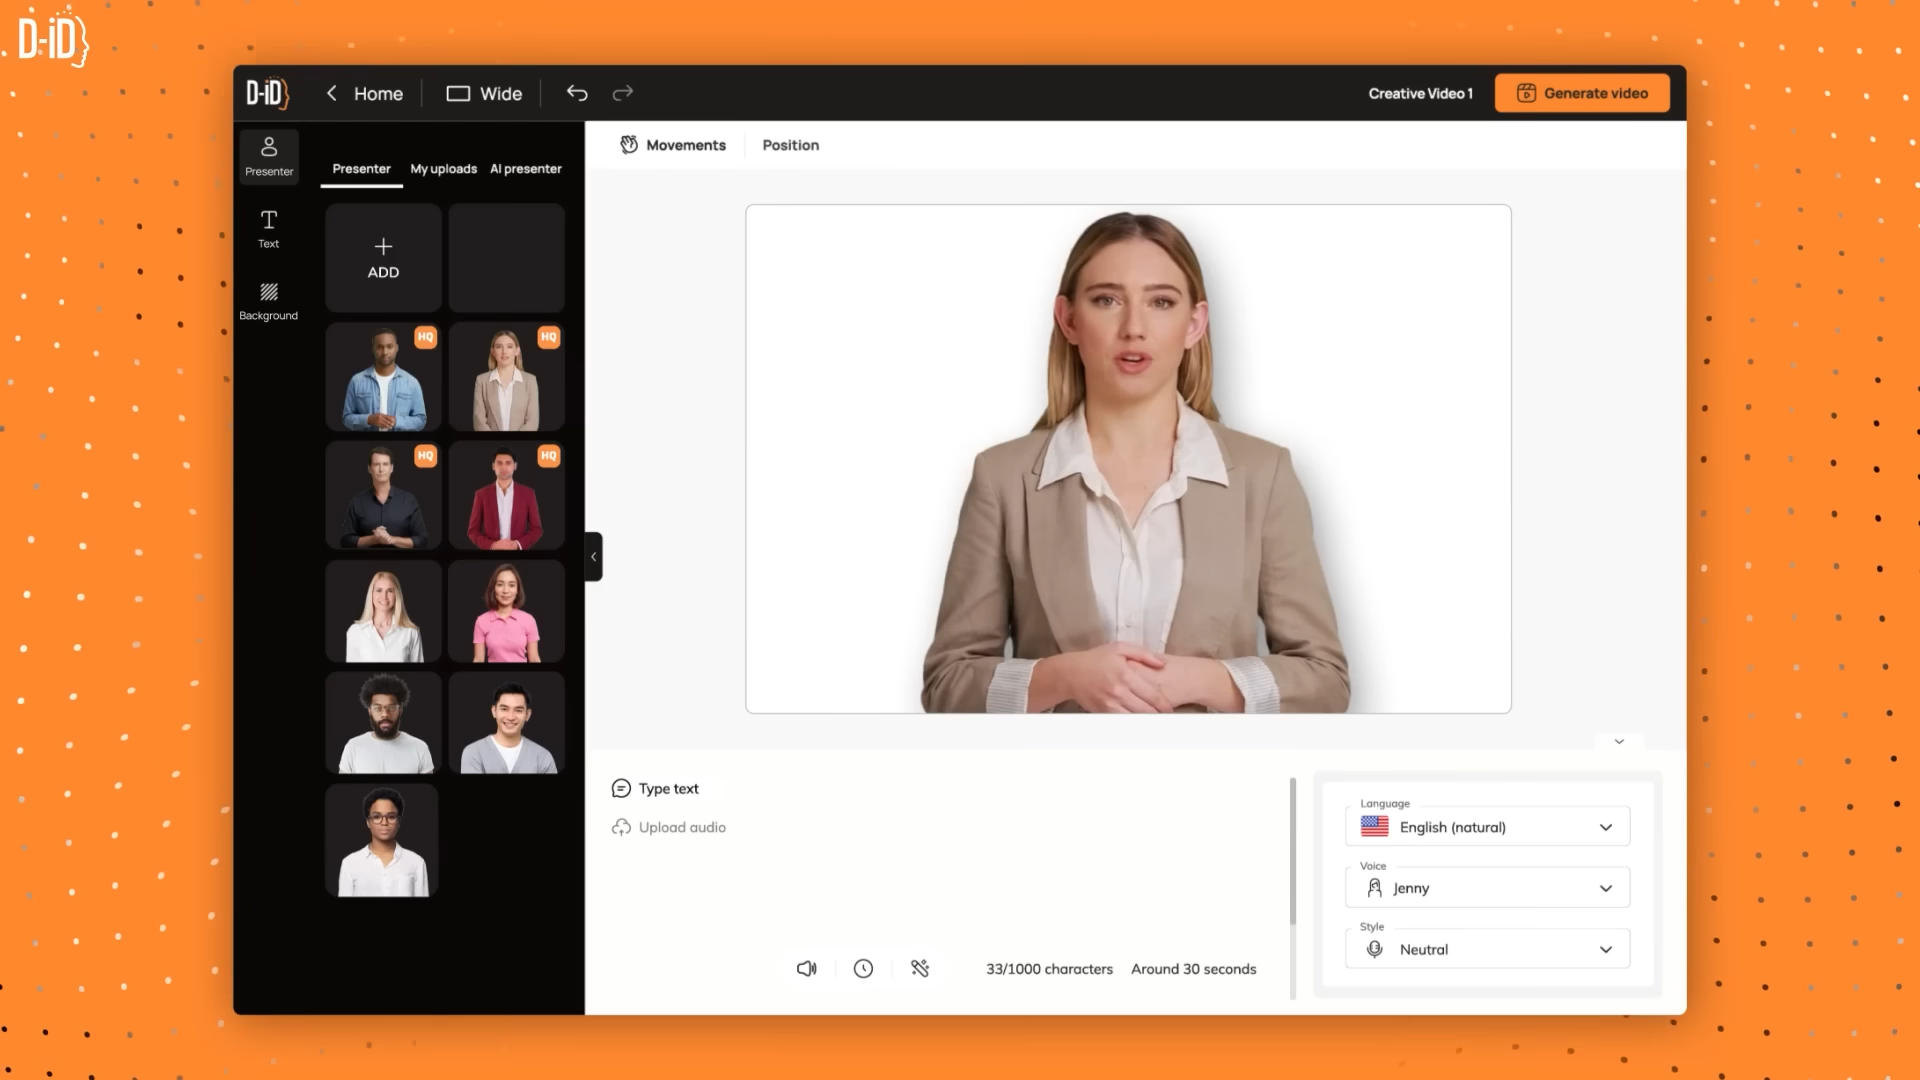 D-iD
D-iD
Home
Wide
Creative Video 1
Generate video
Presenter
Text
Background
Presenter
My uploads
AI presenter
ADD
HQ
HQ
HQ
HQ
Movements
Position
Type text
Upload audio
33/1000 characters
Around 30 seconds
Language
English (natural)
Voice
Jenny
Style
Neutral